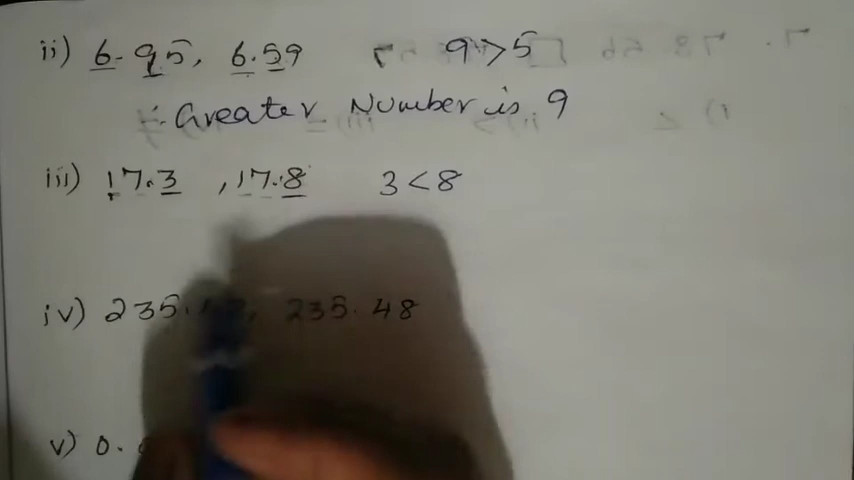 ii) 6.95, 6.59 9>5
∴ Greater Number is 9
iii) 17.3 , 17.8 3<8
iv) 235. , 235.48
v) 0.